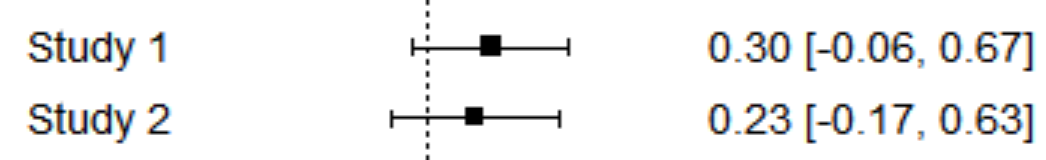 Study 1 0.30 [-0.06, 0.67]
Study 2 0.23 [-0.17, 0.63]